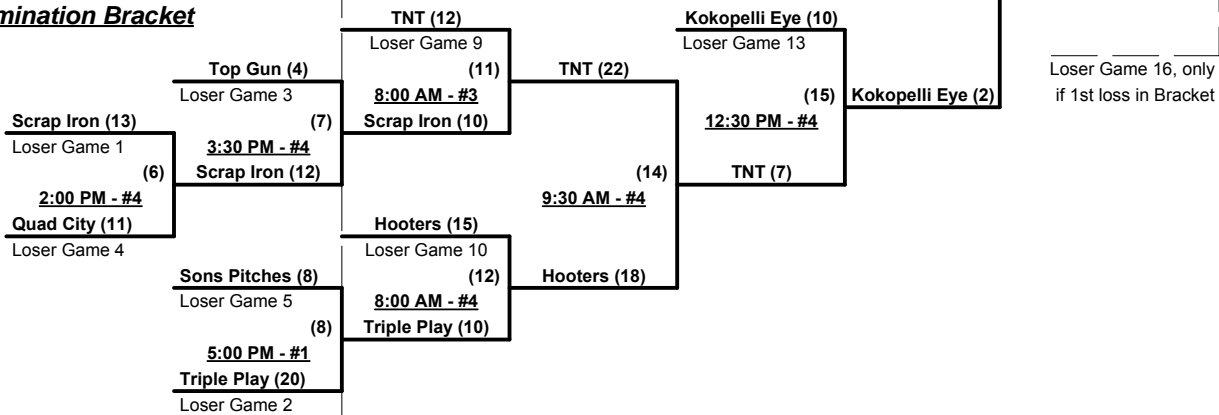 mination Bracket
TNT (12)
Kokopelli Eye (10)
Loser Game 9
Loser Game 13
Top Gun (4)
(11)
TNT (22)
Loser Game 16, only
Loser Game 3
8:00 AM - #3
(15)
Kokopelli Eye (2)
if 1st loss in Bracket
Scrap Iron (13)
(7)
Scrap Iron (10)
12:30 PM - #4
Loser Game 1
3:30 PM - #4
(6)
Scrap Iron (12)
(14)
TNT (7)
2:00 PM - #4
9:30 AM - #4
Quad City (11)
Hooters (15)
Loser Game 4
Loser Game 10
Sons Pitches (8)
(12)
Hooters (18)
Loser Game 5
8:00 AM - #4
(8)
Triple Play (10)
5:00 PM - #1
Triple Play (20)
Loser Game 2